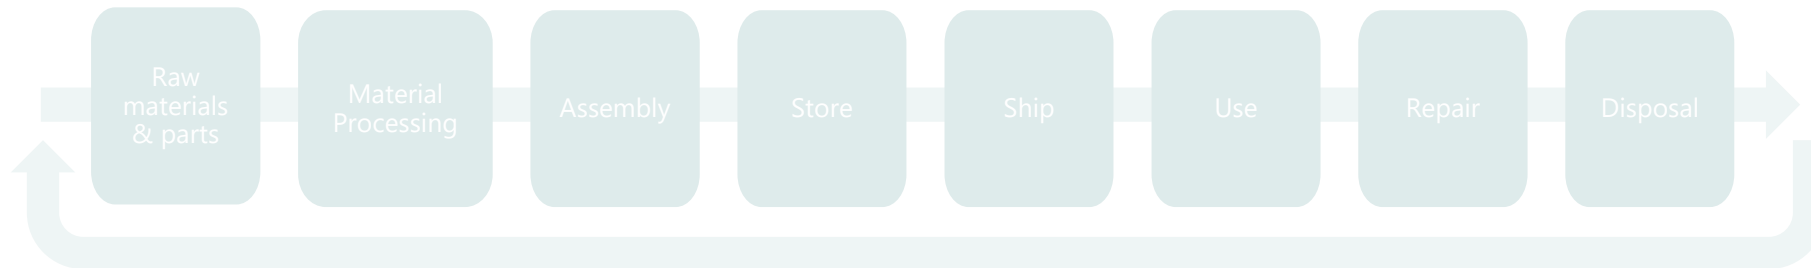 Raw
materials
& parts
Material
Processing
Assembly
Store
Ship
Use
Repair
Disposal